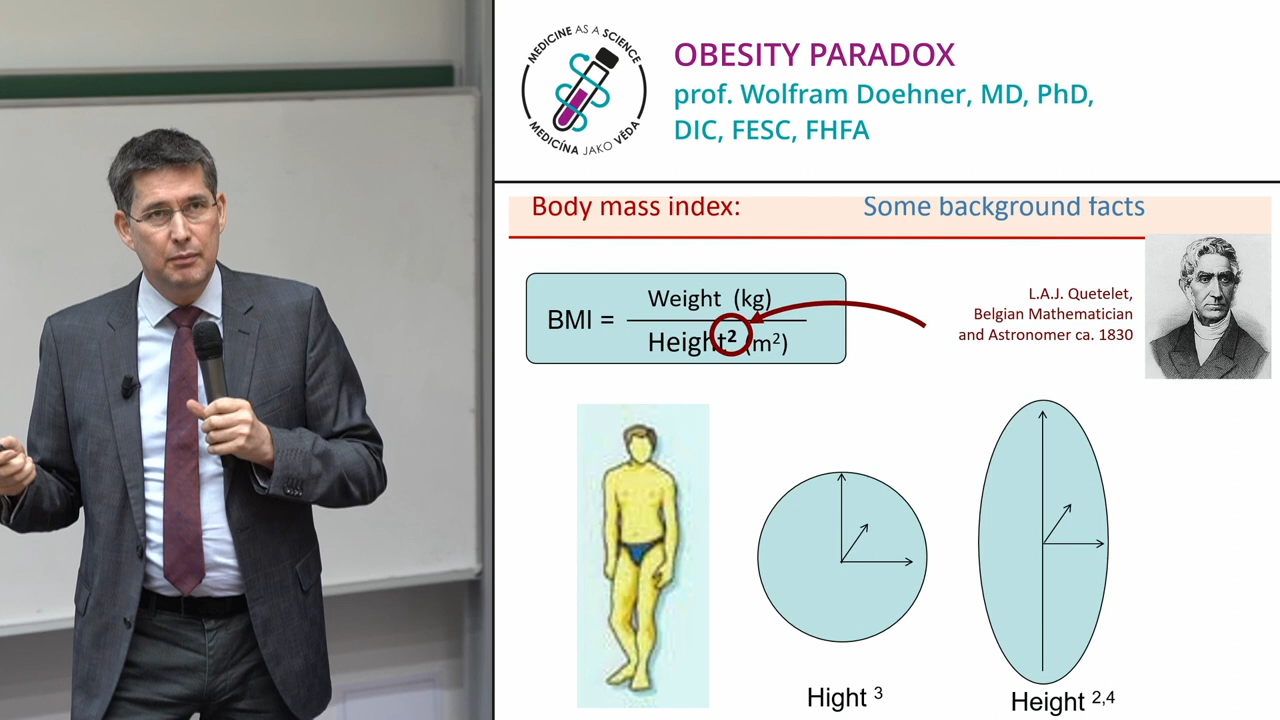 MEDICINE AS A SCIENCE
MEDICÍNA JAKO VĚDA
OBESITY PARADOX
prof. Wolfram Doehner, MD, PhD,
DIC, FESC, FHFA
Body mass index: Some background facts
BMI = Weight (kg)
Height² (m²)
L.A.J. Quetelet,
Belgian Mathematician
and Astronomer ca. 1830
Hight ³
Height ²,⁴